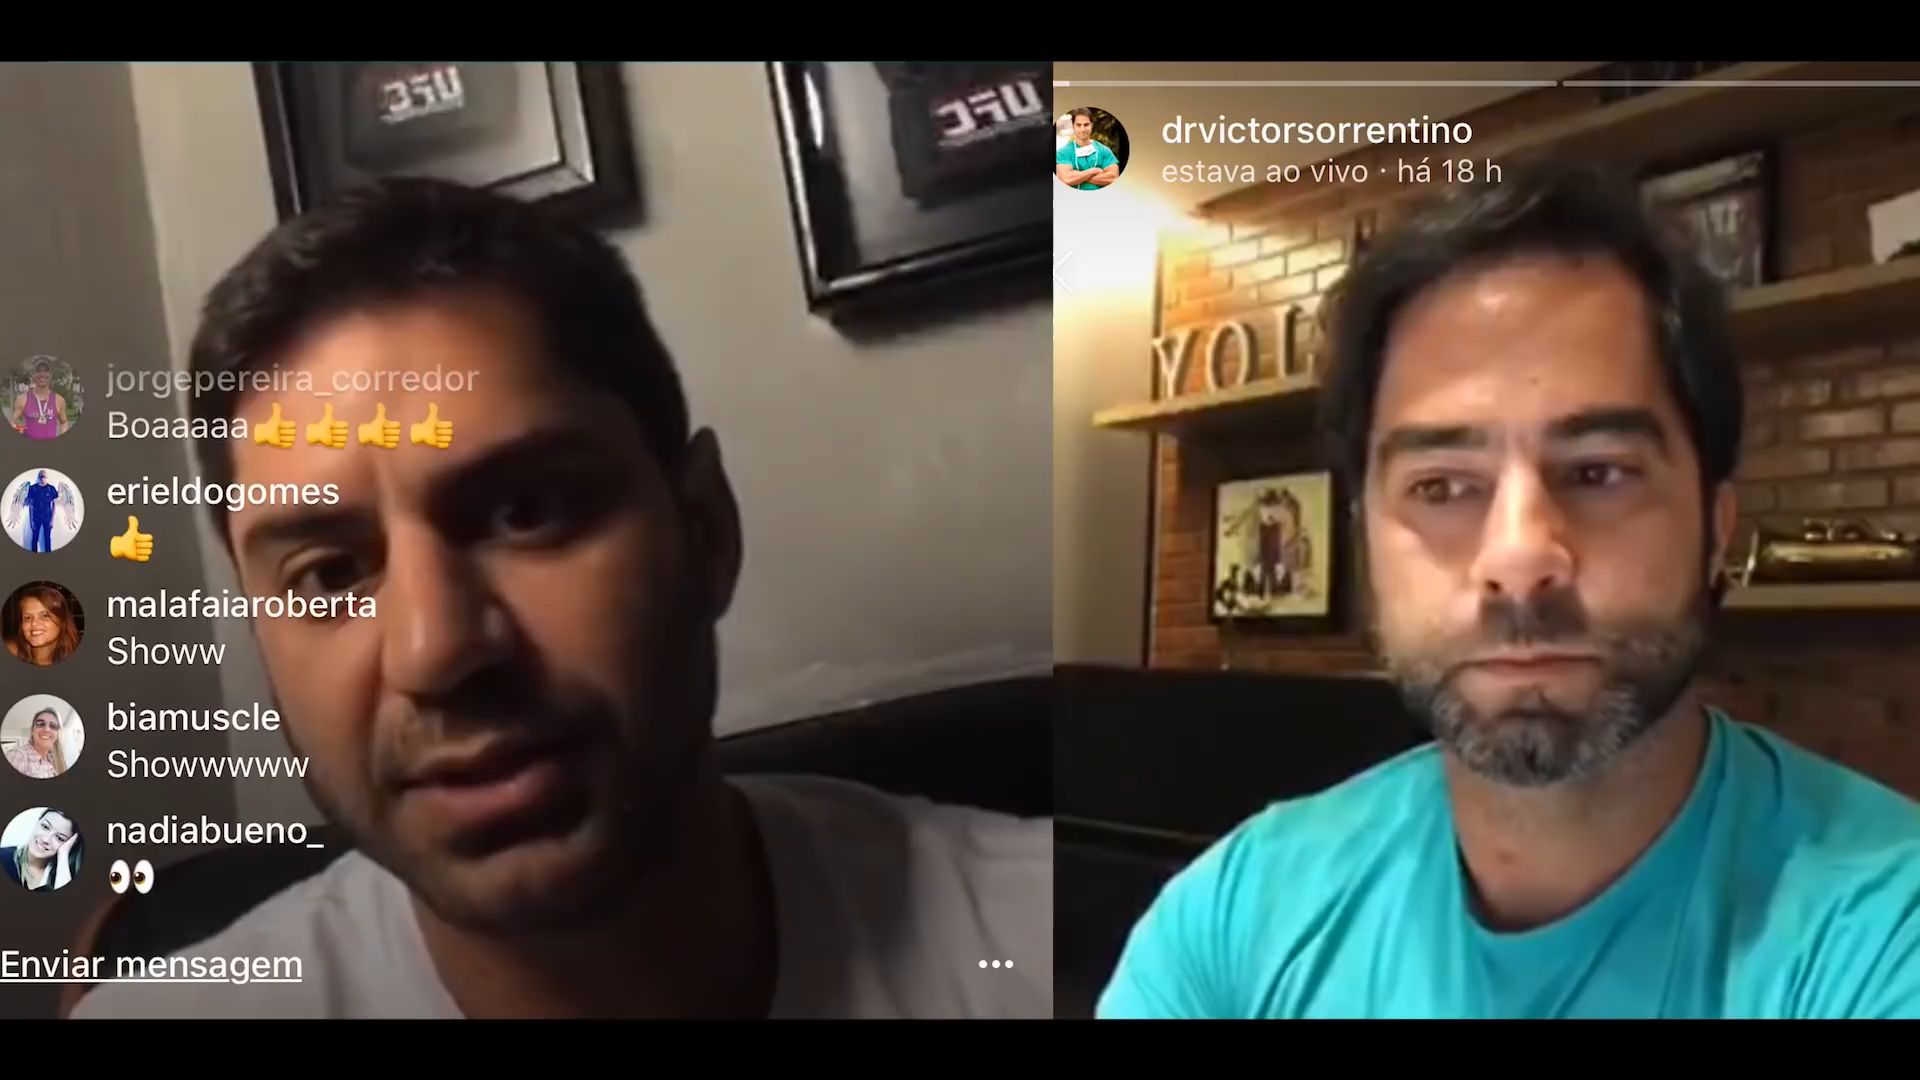 drvictorsorrentino
estava ao vivo · há 18 h
jorgepereira_corredor
Boaaaaa👍👍👍👍
erieldogomes
👍
malafaiaroberta
Showw
biamuscle
Showwwww
nadiabueno_
👀
Enviar mensagem